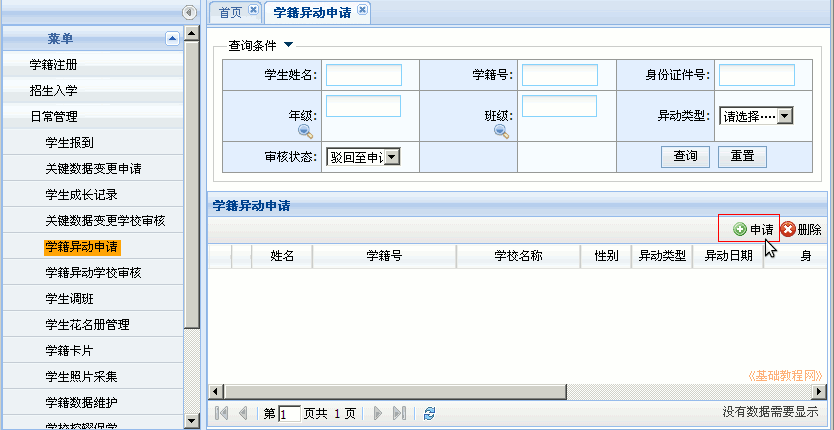 首页 学籍异动申请
菜单
学籍注册
招生入学
日常管理
学生报到
关键数据变更申请
学生成长记录
关键数据变更学校审核
学籍异动申请
学籍异动学校审核
学生调班
学生花名册管理
学籍卡片
学生照片采集
学籍数据维护
查询条件
学生姓名: 学籍号: 身份证件号:
年级: 班级: 异动类型: 请选择····
审核状态: 驳回至申 查询 重置
学籍异动申请
申请 删除
姓名 学籍号 学校名称 性别 异动类型 异动日期 身
《基础教程网》
第 1 页共 1 页 没有数据需要显示